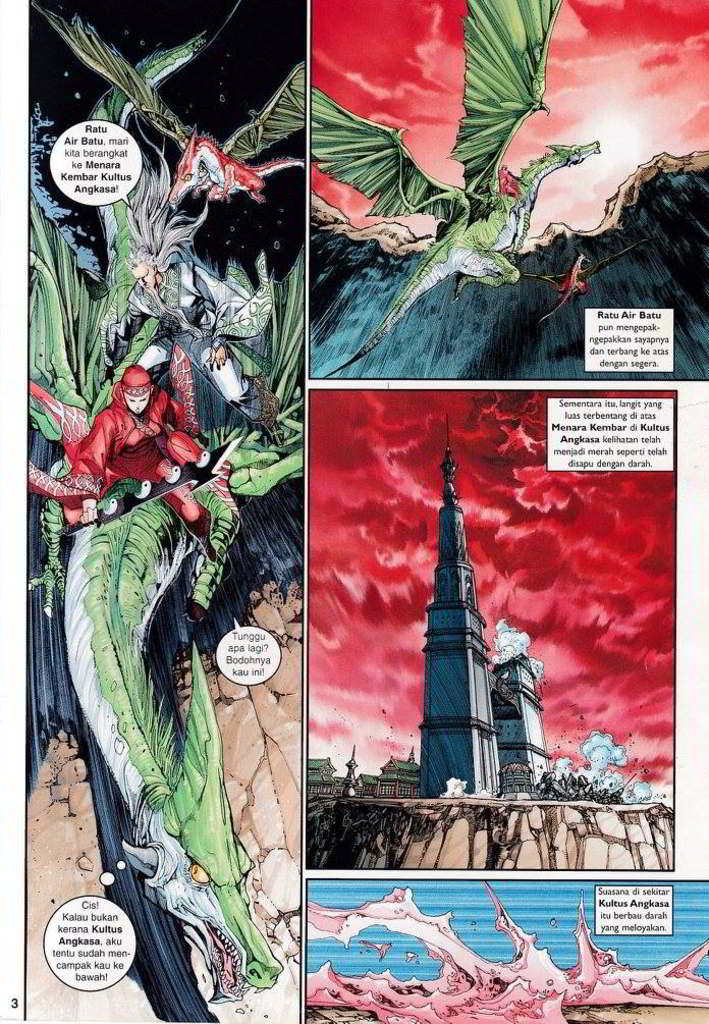 Ratu
Air Batu, mari
kita berangkat
ke Menara
Kembar Kultus
Angkasa!
Tunggu
apa lagi?
Bodohnya
kau ini!
Cis!
Kalau bukan
kerana Kultus
Angkasa, aku
tentu sudah men-
campak kau ke
bawah!
3
Ratu Air Batu
pun mengepak-
ngepakkan sayapnya
dan terbang ke atas
dengan segera.
Sementara itu, langit yang
luas terbentang di atas
Menara Kembar di Kultus
Angkasa kelihatan telah
menjadi merah seperti telah
disapu dengan darah.
Suasana di sekitar
Kultus Angkasa
itu berbau darah
yang meloyakan.